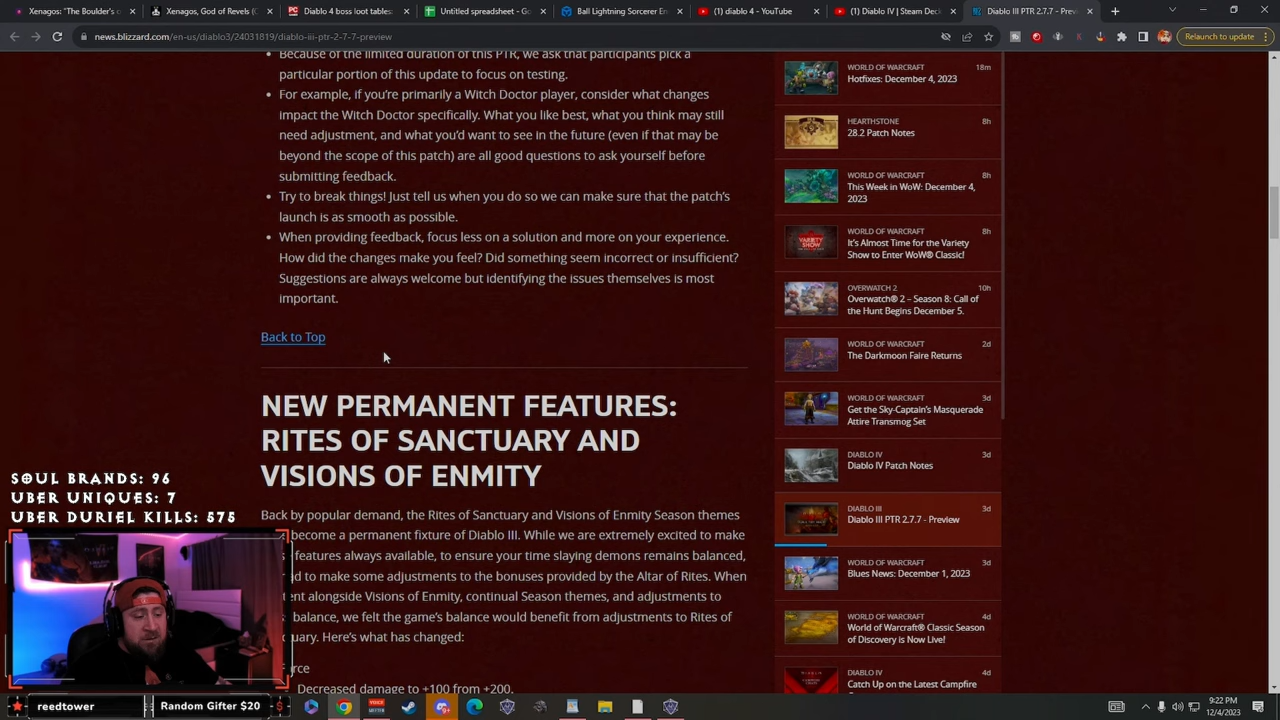 Xenagos: "The Boulder's c
Xenagos, God of Revels (C
Diablo 4 boss loot tables:
Untitled spreadsheet - Go
Ball Lightning Sorcerer En
(1) diablo 4 - YouTube
(1) Diablo IV | Steam Deck
Diablo III PTR 2.7.7 - Prev
news.blizzard.com/en-us/diablo3/24031819/diablo-iii-ptr-2-7-7-preview
Relaunch to update
Because of the limited duration of this PTR, we ask that participants pick a
particular portion of this update to focus on testing.
For example, if you're primarily a Witch Doctor player, consider what changes
impact the Witch Doctor specifically. What you like best, what you think may still
need adjustment, and what you'd want to see in the future (even if that may be
beyond the scope of this patch) are all good questions to ask yourself before
submitting feedback.
Try to break things! Just tell us when you do so we can make sure that the patch's
launch is as smooth as possible.
When providing feedback, focus less on a solution and more on your experience.
How did the changes make you feel? Did something seem incorrect or insufficient?
Suggestions are always welcome but identifying the issues themselves is most
important.
Back to Top
NEW PERMANENT FEATURES:
RITES OF SANCTUARY AND
VISIONS OF ENMITY
Back by popular demand, the Rites of Sanctuary and Visions of Enmity Season themes
become a permanent fixture of Diablo III. While we are extremely excited to make
features always available, to ensure your time slaying demons remains balanced,
d to make some adjustments to the bonuses provided by the Altar of Rites. When
ent alongside Visions of Enmity, continual Season themes, and adjustments to
balance, we felt the game's balance would benefit from adjustments to Rites of
uary. Here's what has changed:
orce
Decreased damage to +100 from +200.
WORLD OF WARCRAFT 18m
Hotfixes: December 4, 2023
HEARTHSTONE 8h
28.2 Patch Notes
WORLD OF WARCRAFT 8h
This Week in WoW: December 4,
2023
WORLD OF WARCRAFT 8h
It's Almost Time for the Variety
Show to Enter WoW® Classic!
OVERWATCH 2 10h
Overwatch® 2 – Season 8: Call of
the Hunt Begins December 5.
WORLD OF WARCRAFT 2d
The Darkmoon Faire Returns
WORLD OF WARCRAFT 3d
Get the Sky-Captain's Masquerade
Attire Transmog Set
DIABLO IV 3d
Diablo IV Patch Notes
DIABLO III 3d
Diablo III PTR 2.7.7 - Preview
Blues News: December 1, 2023 3d
WORLD OF WARCRAFT 4d
World of Warcraft® Classic Season
of Discovery is Now Live!
DIABLO IV 4d
Catch Up on the Latest Campfire
SOUL BRANDS: 96
UBER UNIQUES: 7
UBER DURIEL KILLS: 575
reedtower
Random Gifter $20
9:22 PM
12/4/2023